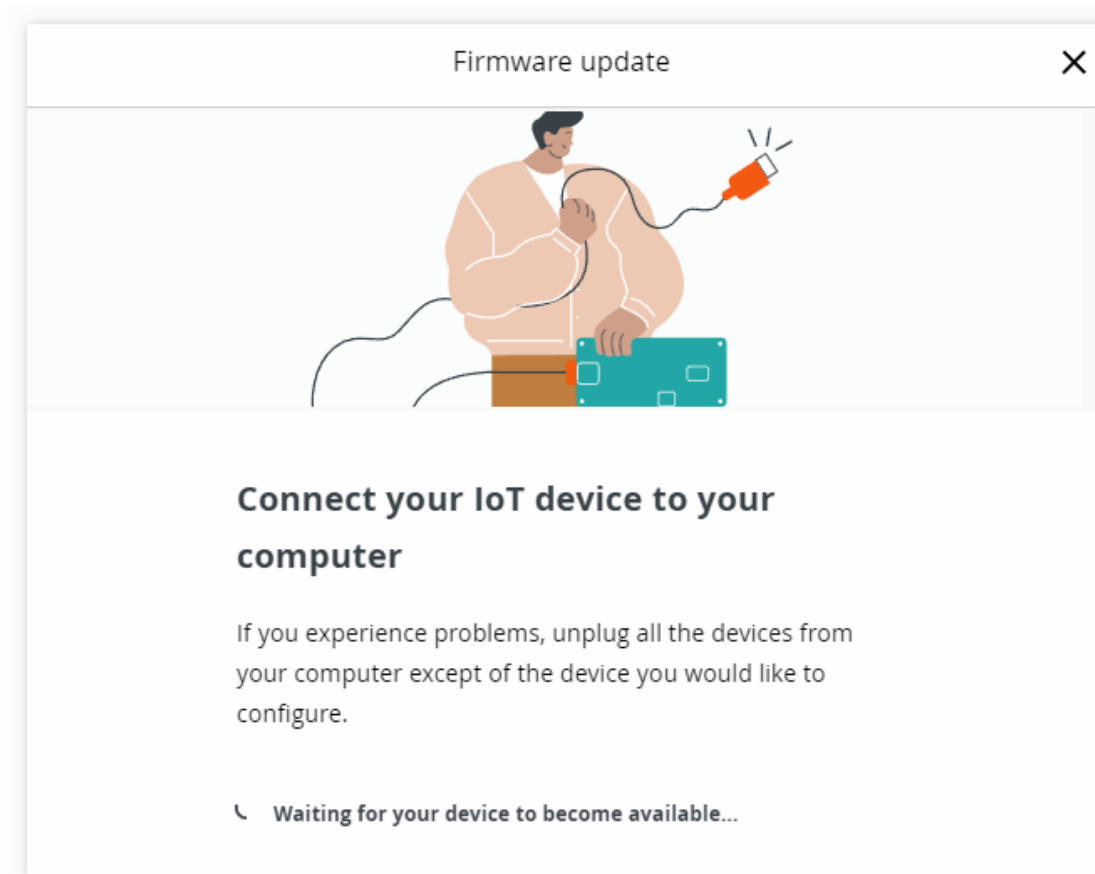 Firmware update
Connect your IoT device to your
computer
If you experience problems, unplug all the devices from
your computer except of the device you would like to
configure.
Waiting for your device to become available...